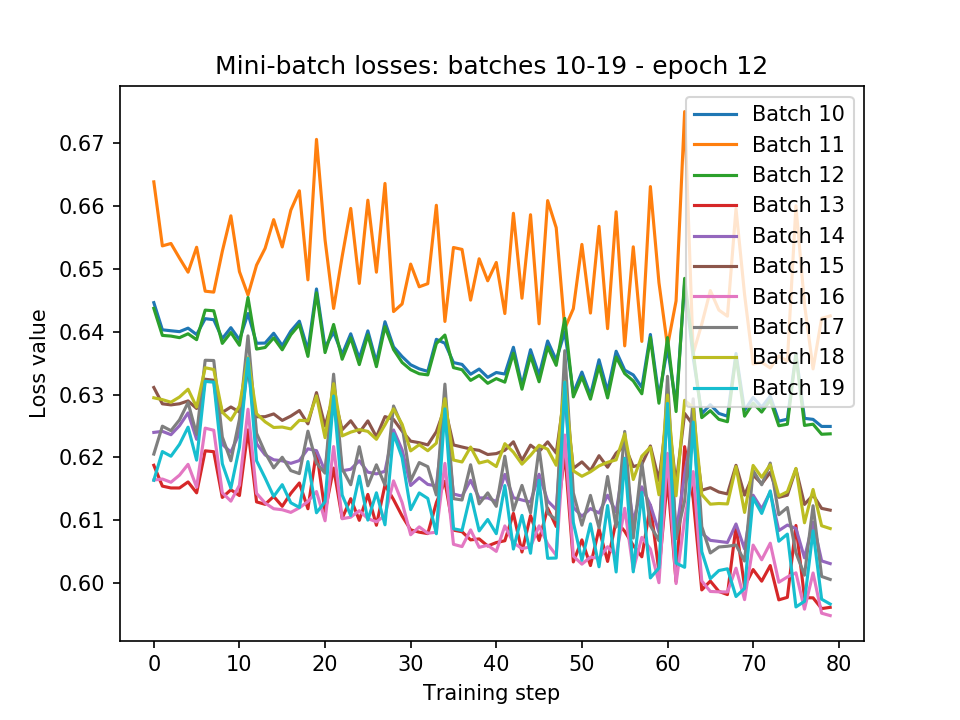 Mini-batch losses: batches 10-19 - epoch 12
Loss value
0.67
0.66
0.65
0.64
0.63
0.62
0.61
0.60
Batch 10
Batch 11
Batch 12
Batch 13
Batch 14
Batch 15
Batch 16
Batch 17
Batch 18
Batch 19
0 10 20 30 40 50 60 70 80
Training step